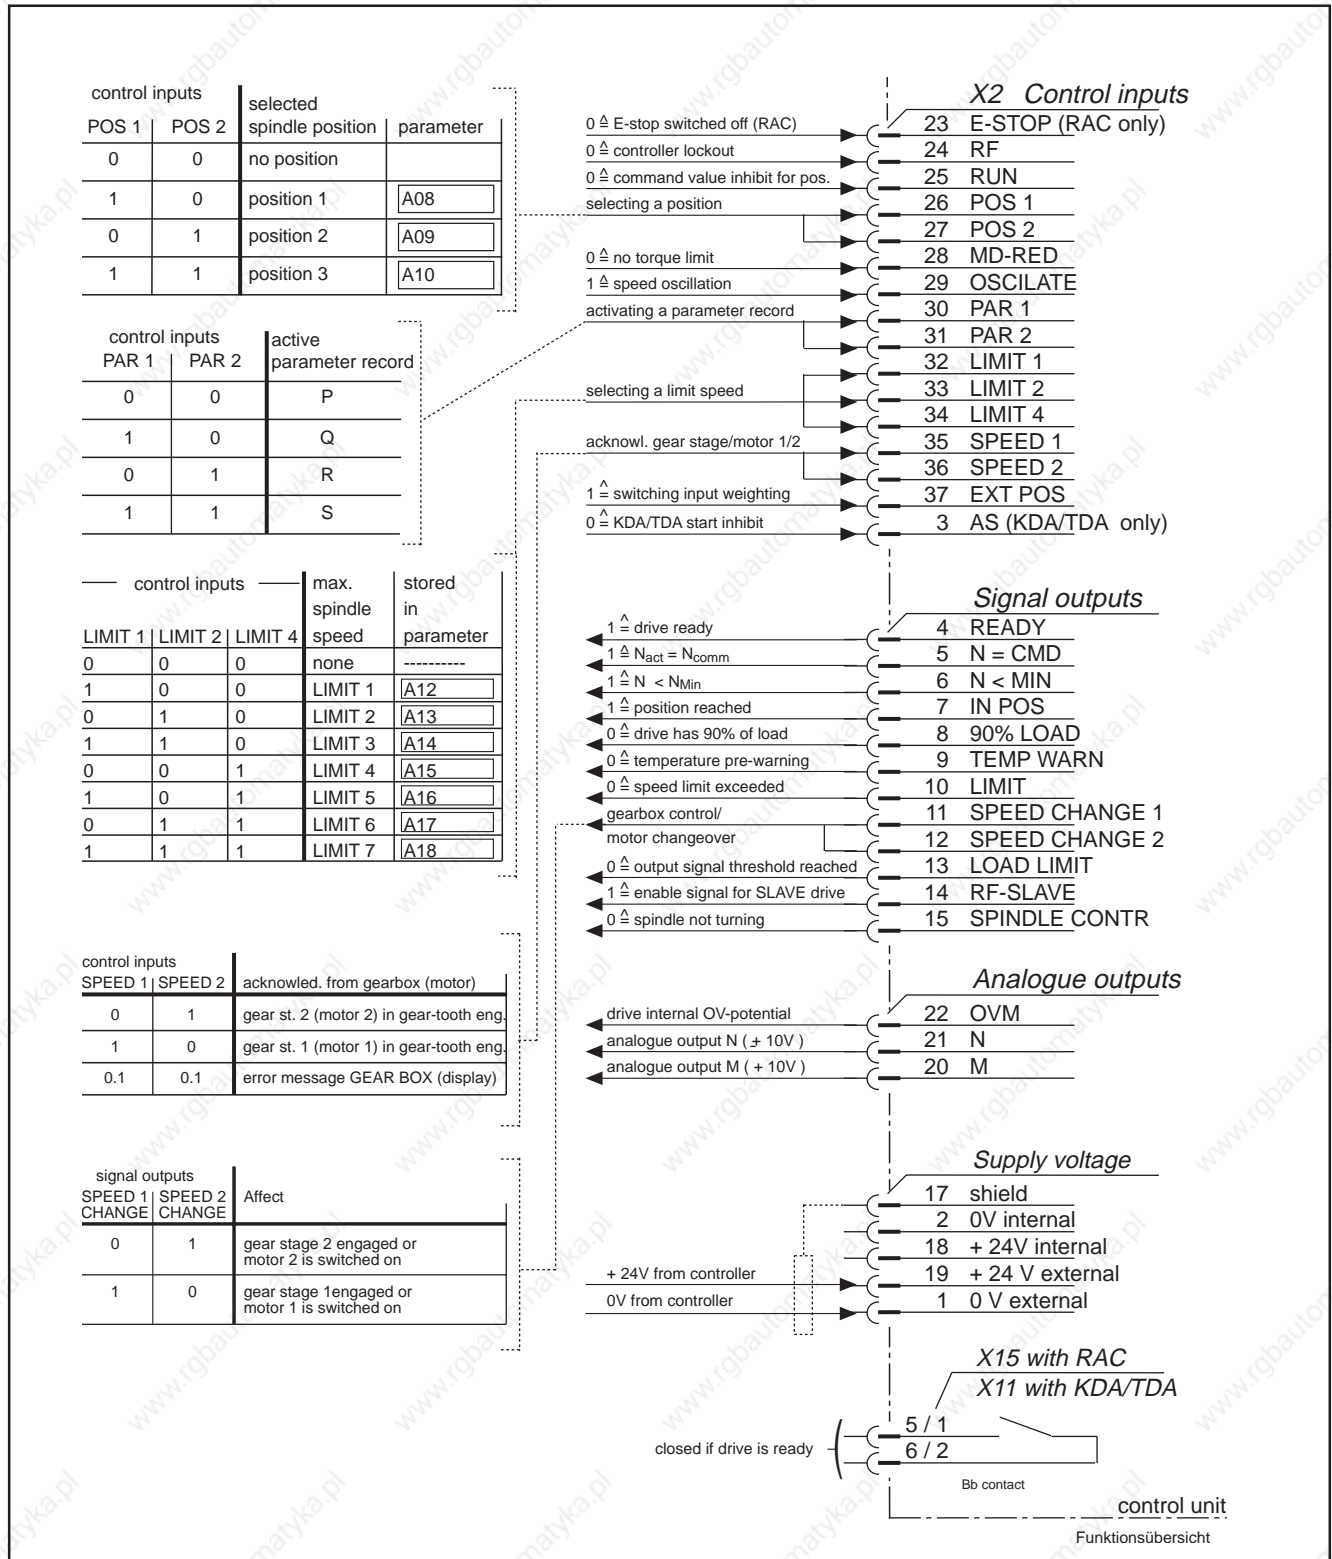 control inputs
selected
POS 1 POS 2 spindle position parameter
0 0 no position
1 0 position 1 A08
0 1 position 2 A09
1 1 position 3 A10
control inputs active
PAR 1 PAR 2 parameter record
0 0 P
1 0 Q
0 1 R
1 1 S
control inputs max. stored
spindle in
LIMIT 1 LIMIT 2 LIMIT 4 speed parameter
0 0 0 none ----------
1 0 0 LIMIT 1 A12
0 1 0 LIMIT 2 A13
1 1 0 LIMIT 3 A14
0 0 1 LIMIT 4 A15
1 0 1 LIMIT 5 A16
0 1 1 LIMIT 6 A17
1 1 1 LIMIT 7 A18
control inputs
SPEED 1 SPEED 2 acknowled. from gearbox (motor)
0 1 gear st. 2 (motor 2) in gear-tooth eng.
1 0 gear st. 1 (motor 1) in gear-tooth eng.
0.1 0.1 error message GEAR BOX (display)
signal outputs
SPEED 1 SPEED 2 Affect
CHANGE CHANGE
0 1 gear stage 2 engaged or
motor 2 is switched on
1 0 gear stage 1engaged or
motor 1 is switched on
X2 Control inputs
0 ≙ E-stop switched off (RAC) 23 E-STOP (RAC only)
0 ≙ controller lockout 24 RF
0 ≙ command value inhibit for pos. 25 RUN
selecting a position 26 POS 1
27 POS 2
0 ≙ no torque limit 28 MD-RED
1 ≙ speed oscillation 29 OSCILATE
activating a parameter record 30 PAR 1
31 PAR 2
32 LIMIT 1
selecting a limit speed 33 LIMIT 2
34 LIMIT 4
acknowl. gear stage/motor 1/2 35 SPEED 1
36 SPEED 2
1 ≙ switching input weighting 37 EXT POS
0 ≙ KDA/TDA start inhibit 3 AS (KDA/TDA only)
Signal outputs
1 ≙ drive ready 4 READY
1 ≙ Nact = Ncomm 5 N = CMD
1 ≙ N < NMin 6 N < MIN
1 ≙ position reached 7 IN POS
0 ≙ drive has 90% of load 8 90% LOAD
0 ≙ temperature pre-warning 9 TEMP WARN
0 ≙ speed limit exceeded 10 LIMIT
gearbox control/ 11 SPEED CHANGE 1
motor changeover 12 SPEED CHANGE 2
0 ≙ output signal threshold reached 13 LOAD LIMIT
1 ≙ enable signal for SLAVE drive 14 RF-SLAVE
0 ≙ spindle not turning 15 SPINDLE CONTR
Analogue outputs
drive internal OV-potential 22 OVM
analogue output N ( ± 10V ) 21 N
analogue output M ( + 10V ) 20 M
Supply voltage
17 shield
2 0V internal
18 + 24V internal
+ 24V from controller 19 + 24 V external
0V from controller 1 0 V external
X15 with RAC
X11 with KDA/TDA
5 / 1
closed if drive is ready 6 / 2
Bb contact
control unit
Funktionsübersicht
www.rgbautomatyka.pl